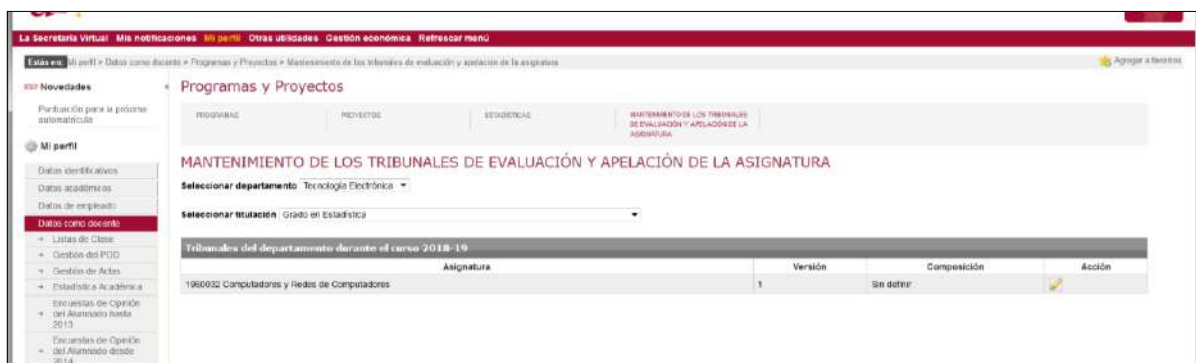 La Secretaría Virtual Mis notificaciones Mi perfil Otras utilidades Gestión económica Refrescar menú
Estás en: Mi perfil > Datos como docente > Programas y Proyectos > Mantenimiento de los tribunales de evaluación y apelación de la asignatura
Agregar a favoritos
Novedades
Puntuación para la próxima
automatrícula
Mi perfil
Datos identificativos
Datos académicos
Datos de empleado
Datos como docente
Listas de Clase
Gestión del POD
Gestión de Actas
Estadística Académica
Encuestas de Opinión
del Alumnado hasta
2013
Encuestas de Opinión
del Alumnado desde
2014
Programas y Proyectos
PROGRAMAS
PROYECTOS
ESTADÍSTICAS
MANTENIMIENTO DE LOS TRIBUNALES
DE EVALUACIÓN Y APELACIÓN DE LA
ASIGNATURA
MANTENIMIENTO DE LOS TRIBUNALES DE EVALUACIÓN Y APELACIÓN DE LA ASIGNATURA
Seleccionar departamento Tecnología Electrónica
Seleccionar titulación Grado en Estadística
Tribunales del departamento durante el curso 2018-19
Asignatura Versión Composición Acción
1960032 Computadores y Redes de Computadores 1 Sin definir